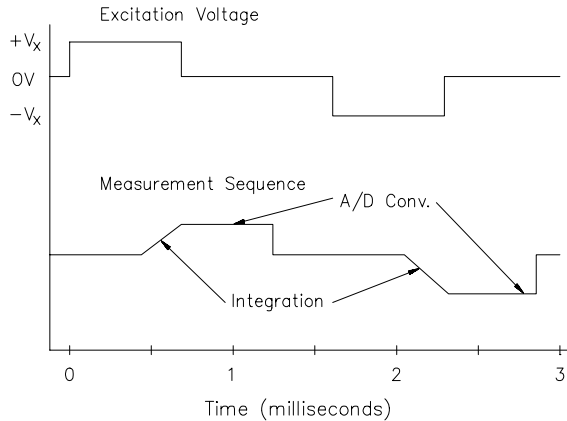 Excitation Voltage
+Vx
0V
−Vx
Measurement Sequence
A/D Conv.
Integration
0 1 2 3
Time (milliseconds)